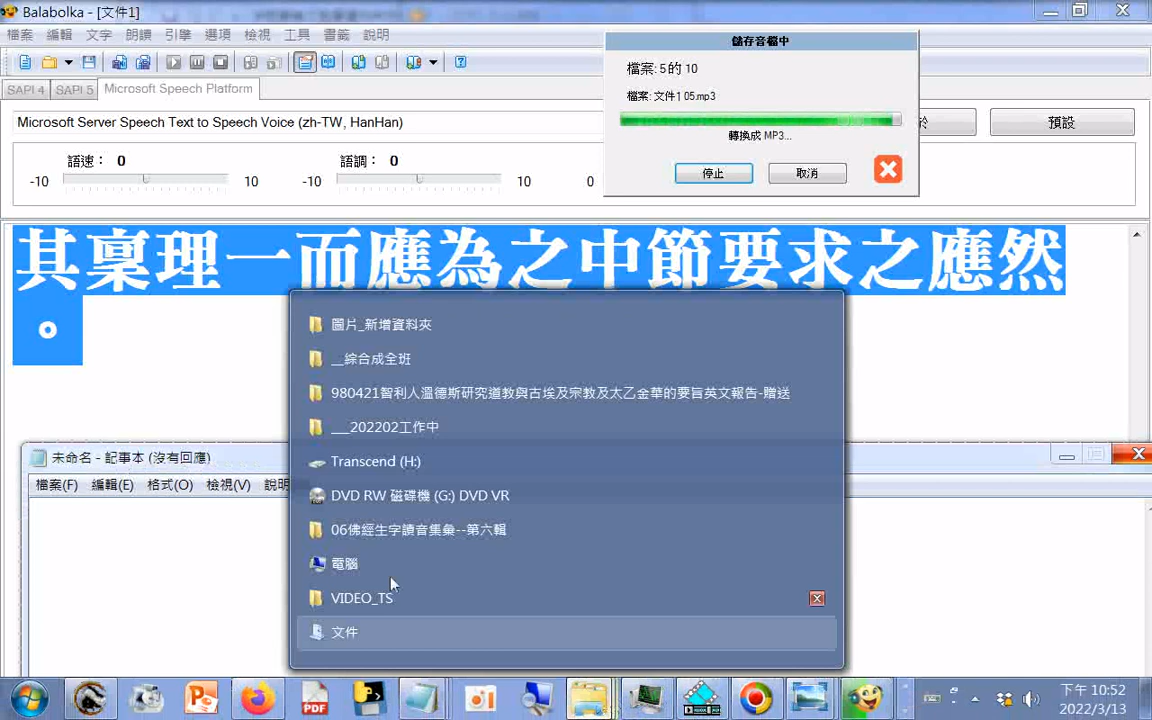 Balabolka - [文件1]
檔案 編輯 文字 朗讀 引擎 選項 檢視 工具 書籤 說明
SAPI 4 SAPI 5 Microsoft Speech Platform
Microsoft Server Speech Text to Speech Voice (zh-TW, HanHan)
預設
語速： 0 語調： 0
-10 10 -10 10 0
儲存音檔中
檔案: 5的 10
檔案: 文件1 05.mp3
轉換成 MP3...
停止 取消
其稟理一而應為之中節要求之應然
。
圖片_新增資料夾
__綜合成全班
980421智利人溫德斯研究道教與古埃及宗教及太乙金華的要旨英文報告-贈送
___202202工作中
Transcend (H:)
DVD RW 磁碟機 (G:) DVD VR
06佛經生字讀音集彙--第六輯
電腦
VIDEO_TS
文件
未命名 - 記事本 (沒有回應)
檔案(F) 編輯(E) 格式(O) 檢視(V) 說明
PDF
下午 10:52
2022/3/13